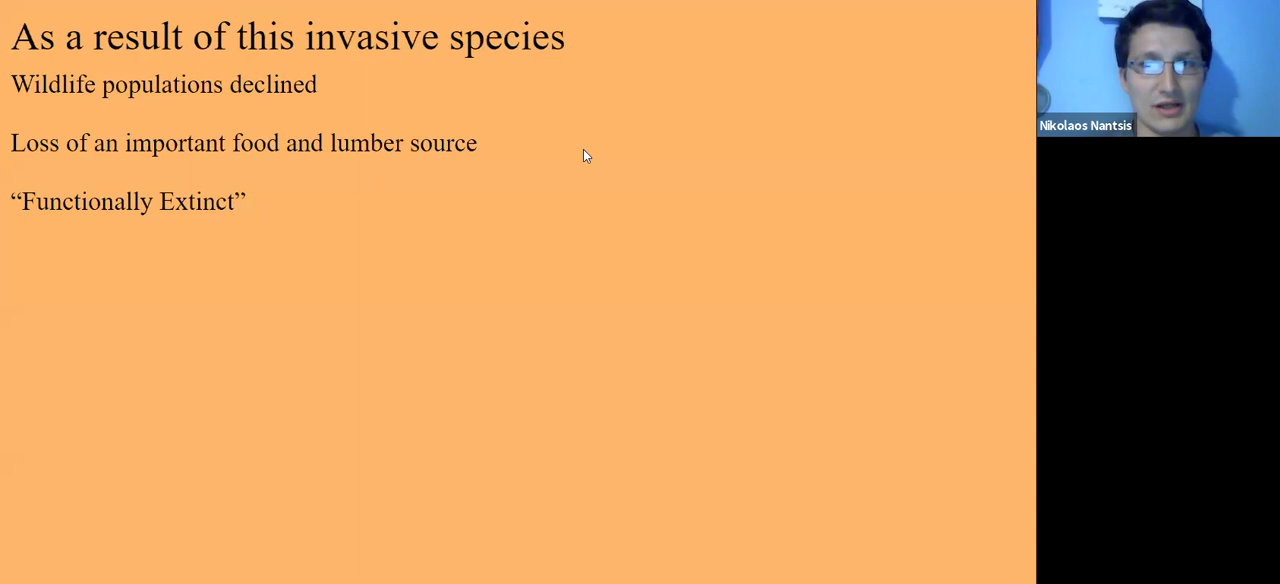 As a result of this invasive species
Wildlife populations declined
Loss of an important food and lumber source
“Functionally Extinct”
Nikolaos Nantsis